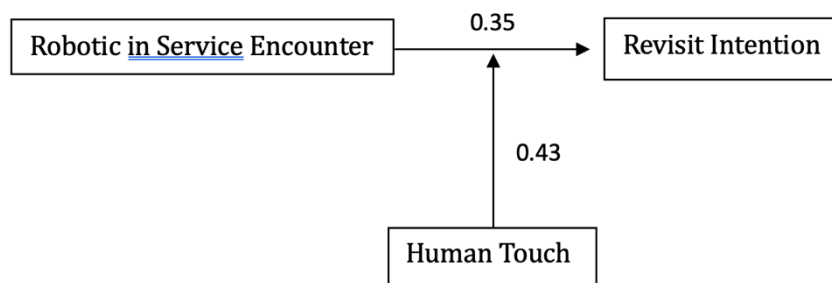 0.35
Robotic in Service Encounter
Revisit Intention
0.43
Human Touch